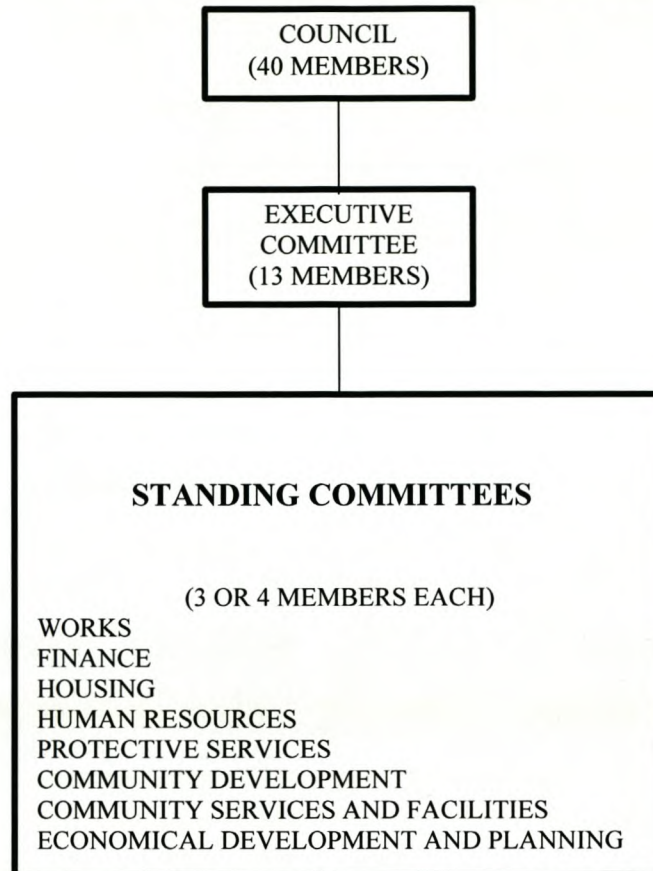 COUNCIL
(40 MEMBERS)
EXECUTIVE
COMMITTEE
(13 MEMBERS)
STANDING COMMITTEES
(3 OR 4 MEMBERS EACH)
WORKS
FINANCE
HOUSING
HUMAN RESOURCES
PROTECTIVE SERVICES
COMMUNITY DEVELOPMENT
COMMUNITY SERVICES AND FACILITIES
ECONOMICAL DEVELOPMENT AND PLANNING